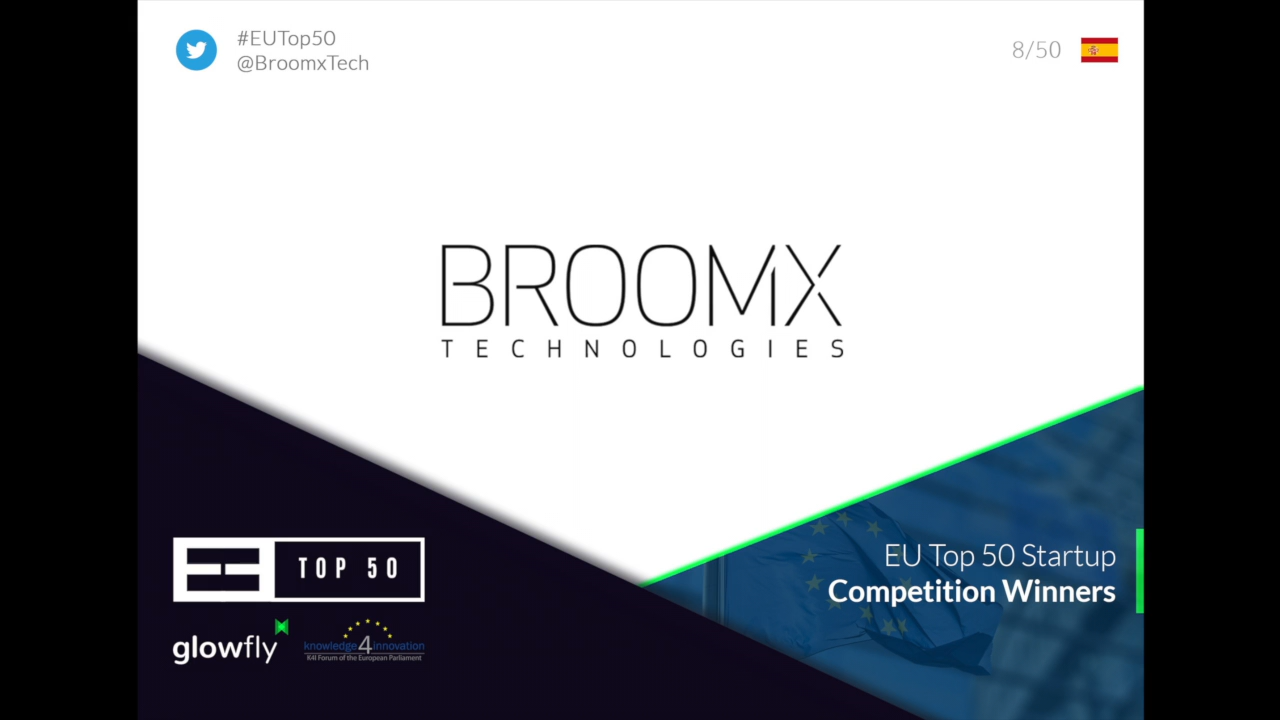 #EUTop50
@BroomxTech
8/50
BROOMX
TECHNOLOGIES
TOP 50
glowfly
knowledge4innovation
K4I Forum of the European Parliament
EU Top 50 Startup
Competition Winners